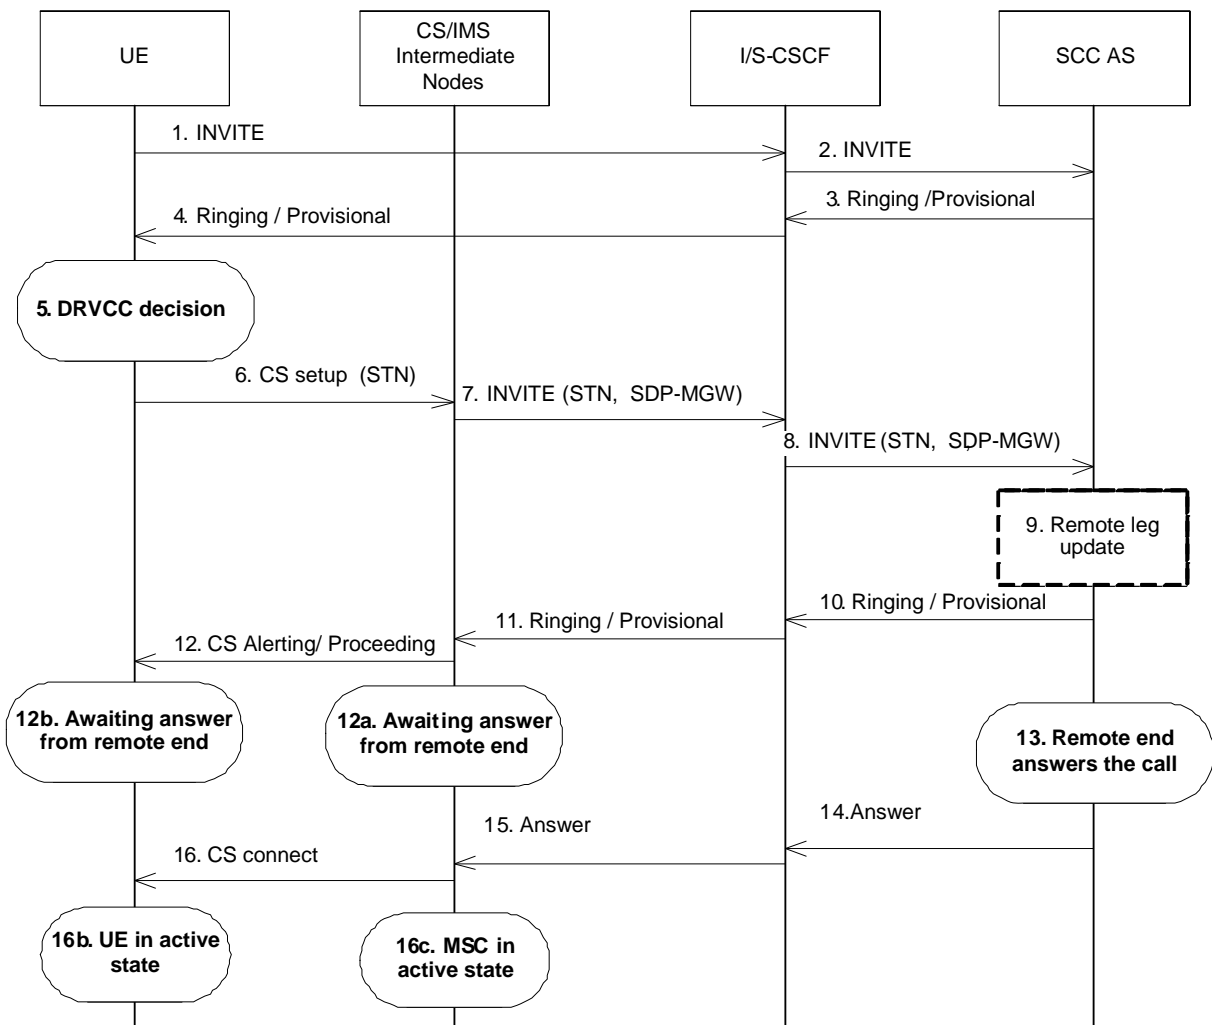 UE
CS/IMS
Intermediate
Nodes
I/S-CSCF
SCC AS
1. INVITE
2. INVITE
3. Ringing /Provisional
4. Ringing / Provisional
5. DRVCC decision
6. CS setup (STN)
7. INVITE (STN, SDP-MGW)
8. INVITE (STN, SDP-MGW)
9. Remote leg
update
10. Ringing / Provisional
11. Ringing / Provisional
12. CS Alerting/ Proceeding
12b. Awaiting answer
from remote end
12a. Awaiting answer
from remote end
13. Remote end
answers the call
14.Answer
15. Answer
16. CS connect
16b. UE in active
state
16c. MSC in
active state